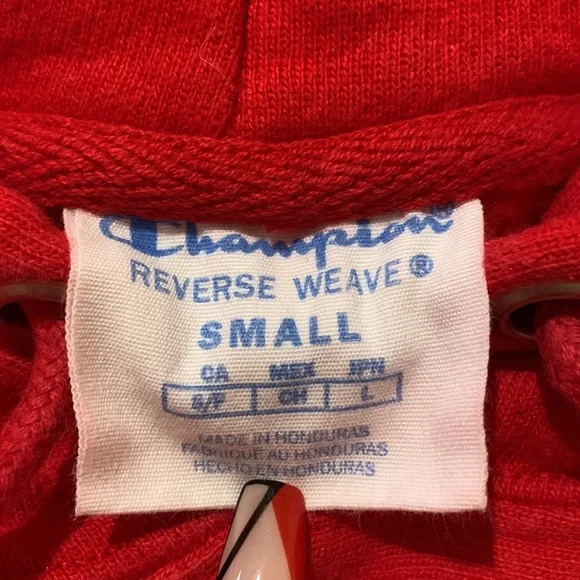 Champion®
REVERSE WEAVE®
SMALL
CA MEX JPN
S/P CH L
MADE IN HONDURAS
FABRIQUE AU HONDURAS
HECHO EN HONDURAS